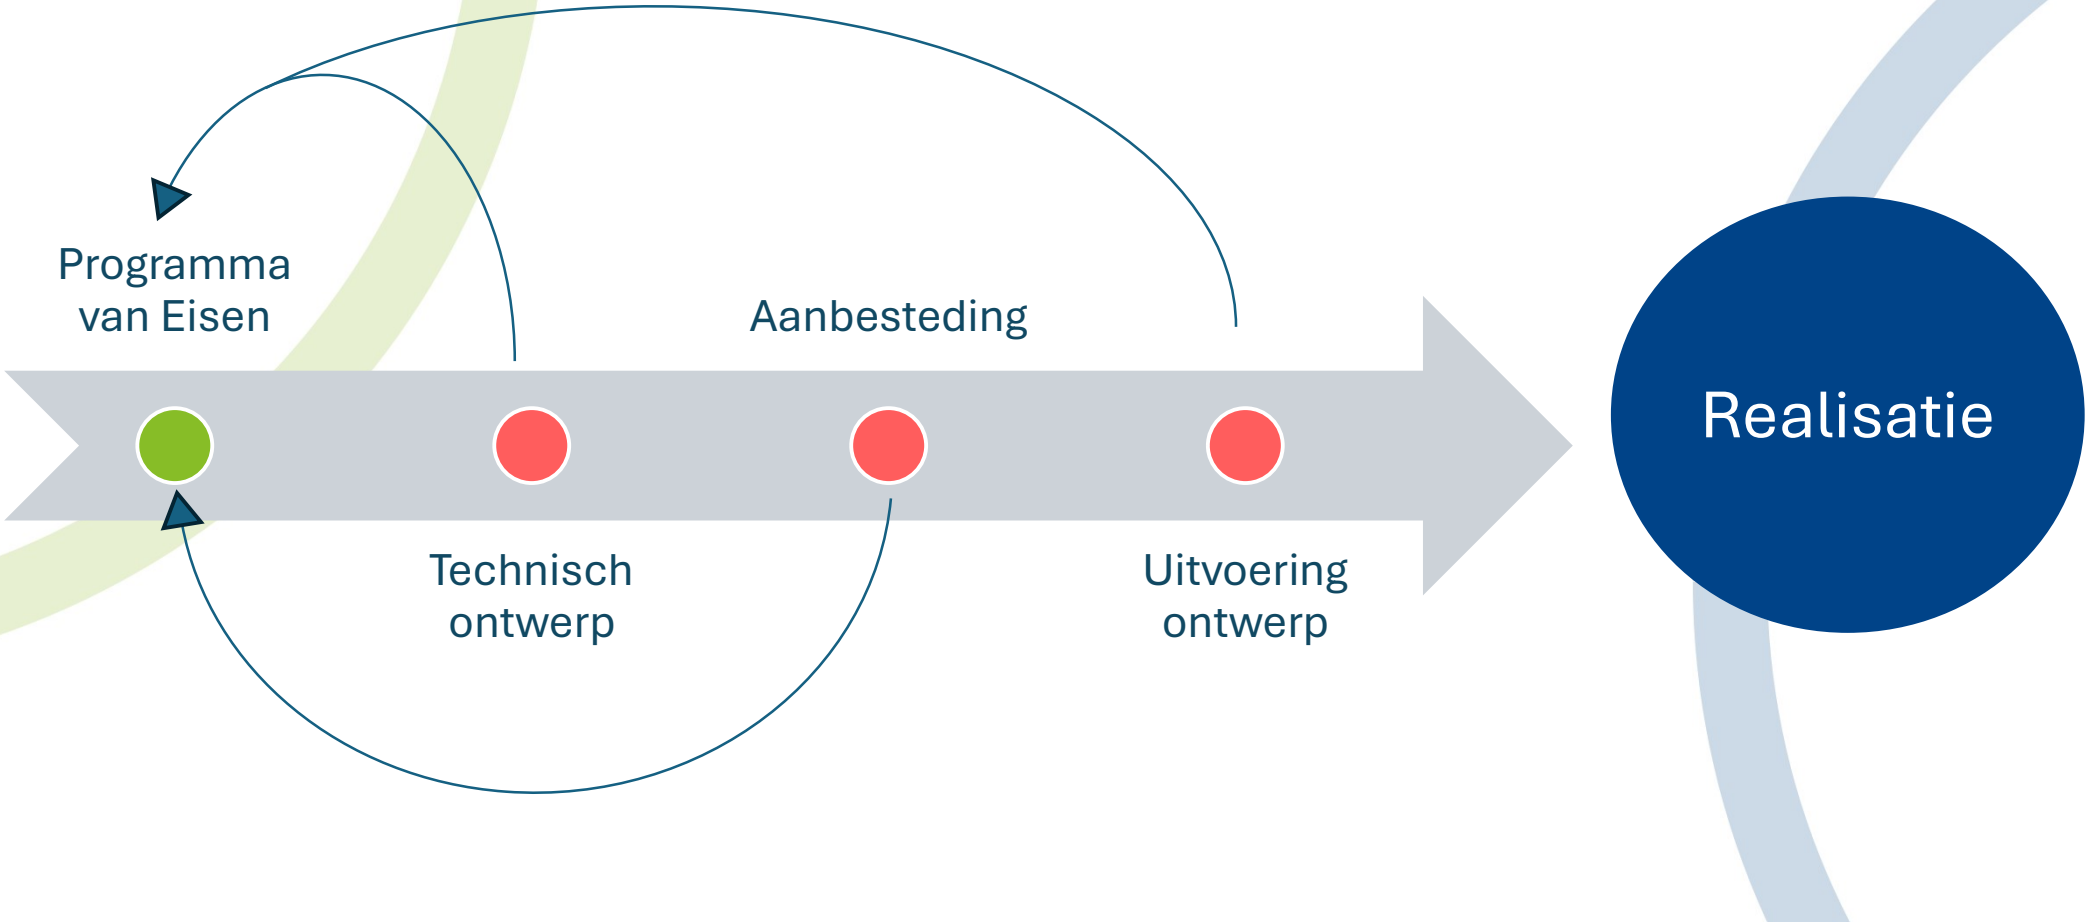 Programma
van Eisen
Technisch
ontwerp
Aanbesteding
Uitvoering
ontwerp
Realisatie